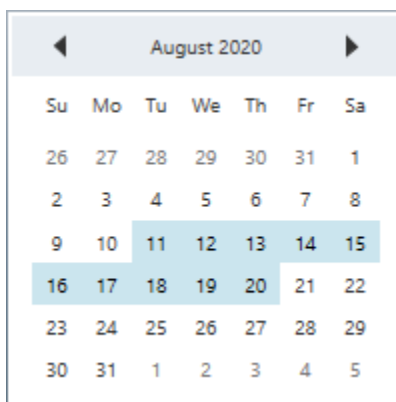 August 2020
Su Mo Tu We Th Fr Sa
26 27 28 29 30 31 1
2 3 4 5 6 7 8
9 10 11 12 13 14 15
16 17 18 19 20 21 22
23 24 25 26 27 28 29
30 31 1 2 3 4 5